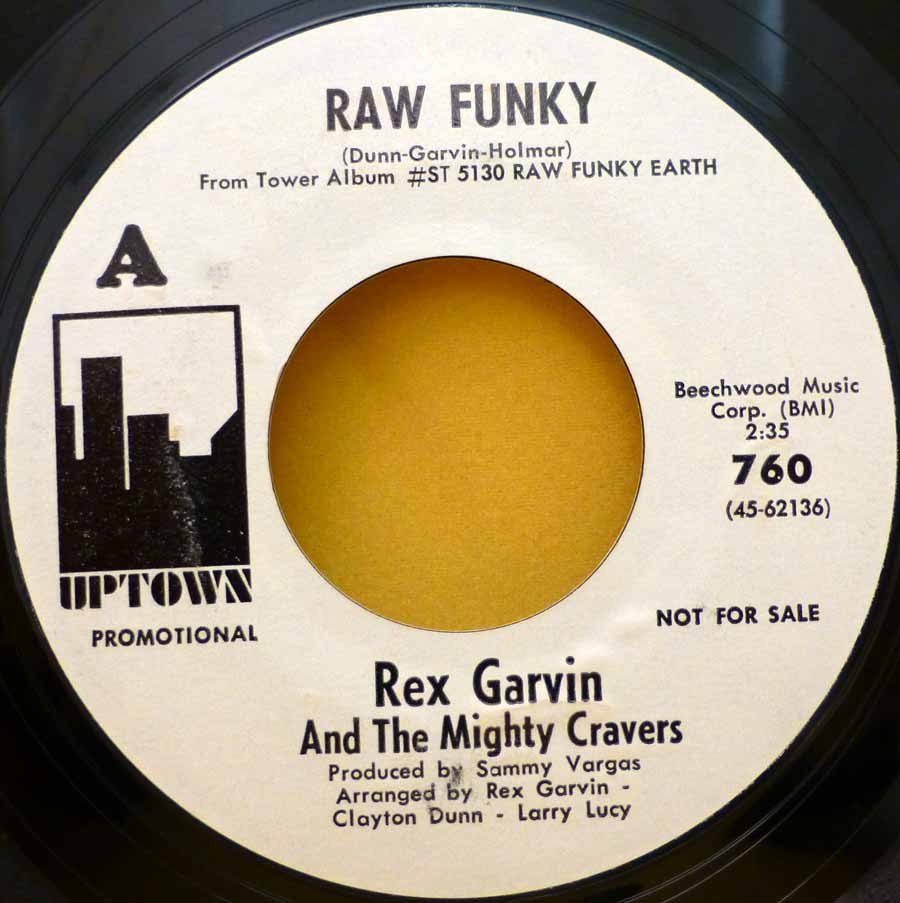 RAW FUNKY
(Dunn-Garvin-Holmar)
From Tower Album #ST 5130 RAW FUNKY EARTH
A
UPTOWN
PROMOTIONAL
Beechwood Music
Corp. (BMI)
2:35
760
(45-62136)
NOT FOR SALE
Rex Garvin
And The Mighty Cravers
Produced by Sammy Vargas
Arranged by Rex Garvin -
Clayton Dunn - Larry Lucy